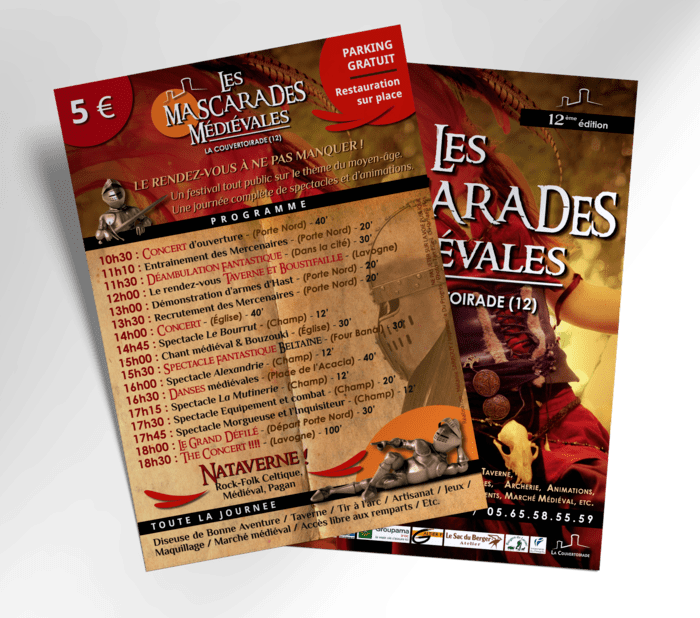 5 €
LES
MASCARADES
MÉDIÉVALES
LA COUVERTOIRADE (12)
PARKING
GRATUIT
Restauration
sur place
LE RENDEZ-VOUS À NE PAS MANQUER !
Un festival tout public sur le thème du moyen-âge.
Une journée complète de spectacles et d'animations.
PROGRAMME
10h30 : CONCERT d'ouverture - (Porte Nord) - 40'
11h10 : Entrainement des Mercenaires - (Porte Nord) - 20'
11h30 : DÉAMBULATION FANTASTIQUE - (Dans la cité) - 30'
12h00 : Le rendez-vous TAVERNE ET BOUSTIFAILLE - (Lavogne)
13h00 : Démonstration d'armes d'Hast - (Porte Nord) - 20'
13h30 : Recrutement des Mercenaires - (Porte Nord) - 20'
14h00 : CONCERT - (Église) - 40'
14h45 : Spectacle Le Bourrut - (Champ) - 12'
15h00 : Chant médiéval & Bouzouki - (Église) - 30'
15h30 : SPECTACLE FANTASTIQUE BELTAINE - (Four Banal) 30'
16h00 : Spectacle Alexandrie - (Champ) - 12'
16h30 : DANSES médiévales - (Place de l'Acacia) - 40'
17h15 : Spectacle La Mutinerie - (Champ) - 12'
17h30 : Spectacle Equipement et combat - (Champ) - 20'
17h45 : Spectacle Morgueuse et l'Inquisiteur - (Champ) - 12'
18h00 : LE GRAND DÉFILÉ - (Départ Porte Nord) - 30'
18h30 : THE CONCERT !!!! - (Lavogne) - 100'
NATAVERNE
Rock-Folk Celtique,
Médiéval, Pagan
TOUTE LA JOURNÉE
Diseuse de Bonne Aventure / Taverne / Tir à l'arc / Artisanat / Jeux /
Maquillage / Marché médiéval / Accès libre aux remparts / Etc.
12ème édition
LES
ARADES
ÉVALES
TOIRADE (12)
TAVERNE,
ES, ARCHERIE, ANIMATIONS,
ENTS, MARCHÉ MÉDIÉVAL, ETC.
/ 05.65.58.55.59
Groupama
Le Sac du Berger
Atelier
LA COUVERTOIRADE